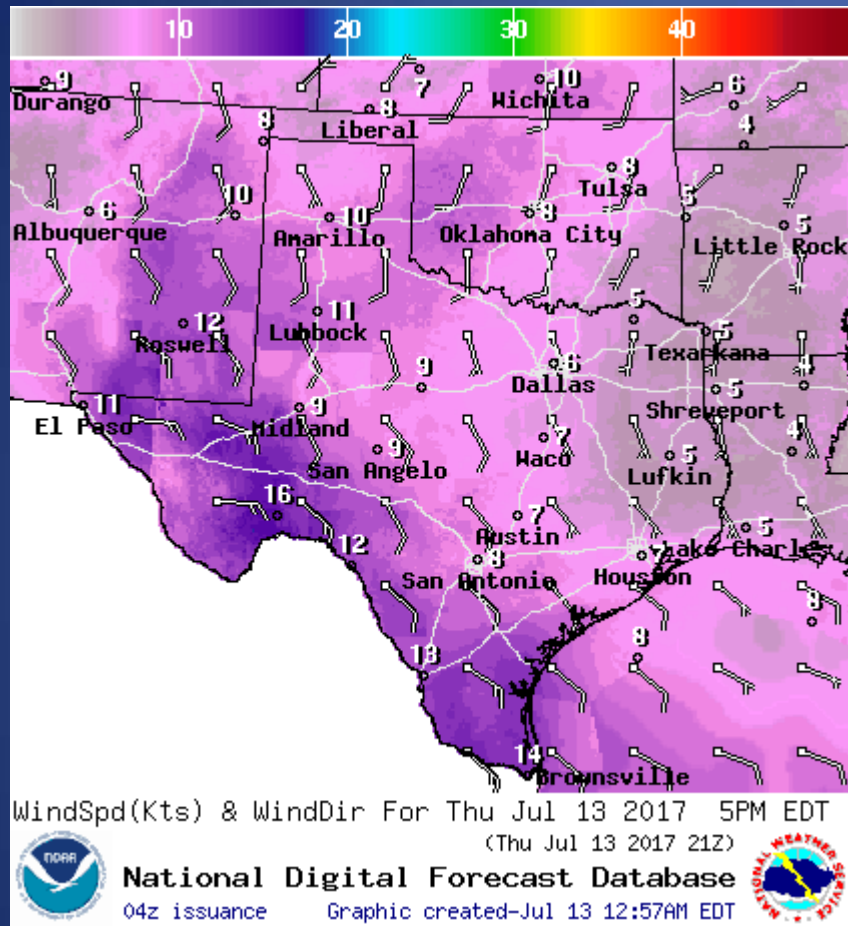 10 20 30 40
9 7 10 6
Durango Liberal 8 Wichita
8 4
8 Tulsa
6 10 10 8 5 5
Albuquerque Amarillo Oklahoma City Little Rock
12 11 5 5
Roswell Lubbock Texarkana
9 6 4
Dallas 5
11 9 Shreveport
El Paso Midland
9 7 5 4
San Angelo Waco Lufkin
16 7 5
Austin Lake Charles
12 8 7
San Antonio Houston
8
13 8
14
Brownsville
WindSpd(Kts) & WindDir For Thu Jul 13 2017 5PM EDT
(Thu Jul 13 2017 21Z)
NOAA
NATIONAL WEATHER SERVICE
National Digital Forecast Database
04z issuance Graphic created-Jul 13 12:57AM EDT